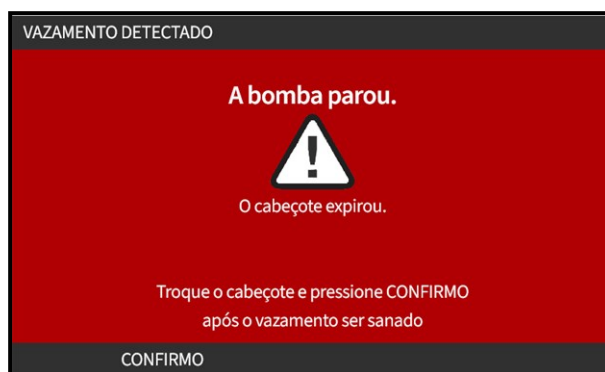 VAZAMENTO DETECTADO
A bomba parou.
!
O cabeçote expirou.
Troque o cabeçote e pressione CONFIRMO
após o vazamento ser sanado
CONFIRMO